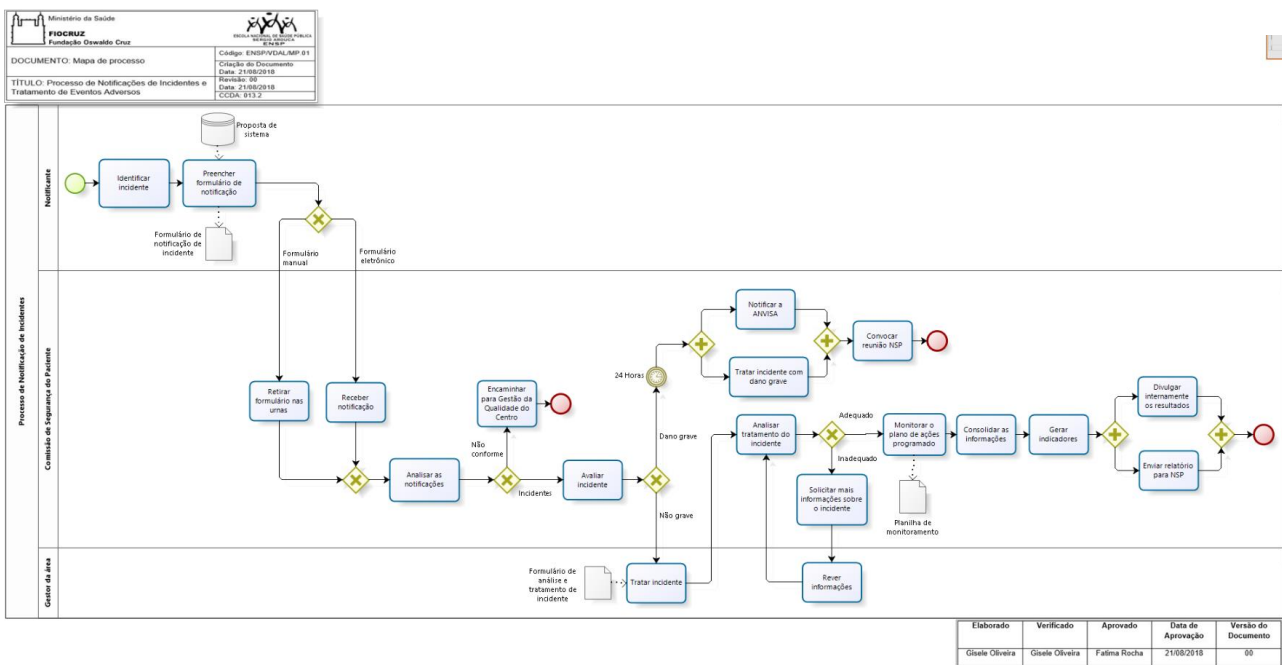 Ministério da Saúde
FIOCRUZ
Fundação Oswaldo Cruz
ESCOLA NACIONAL DE SAÚDE PÚBLICA
SERGIO AROUCA
ENSP
DOCUMENTO: Mapa de processo
Código: ENSP/VDAL/MP.01
Criação do Documento
Data: 21/08/2018
TÍTULO: Processo de Notificações de Incidentes e
Tratamento de Eventos Adversos
Revisão: 00
Data: 21/08/2018
CCDA: 013.2
Processo de Notificação de Incidentes
Notificante
Identificar
incidente
Preencher
formulário de
notificação
Proposta de
sistema
Formulário de
notificação de
incidente
Formulário
manual
Formulário
eletrônico
Comissão de Segurança do Paciente
Retirar
formulário nas
urnas
Receber
notificação
Analisar as
notificações
Não
conforme
Encaminhar
para Gestão da
Qualidade do
Centro
Incidentes
Avaliar
incidente
Dano grave
Não grave
24 Horas
Notificar a
ANVISA
Tratar incidente com
dano grave
Convocar
reunião NSP
Analisar
tratamento do
incidente
Adequado
Inadequado
Solicitar mais
informações sobre
o incidente
Monitorar o
plano de ações
programado
Planilha de
monitoramento
Consolidar as
informações
Gerar
indicadores
Divulgar
internamente
os resultados
Enviar relatório
para NSP
Gestor da área
Formulário de
análise e
tratamento de
incidente
Tratar incidente
Rever
informações
Elaborado Verificado Aprovado Data de Aprovação Versão do Documento
Gisele Oliveira Gisele Oliveira Fatima Rocha 21/08/2018 00